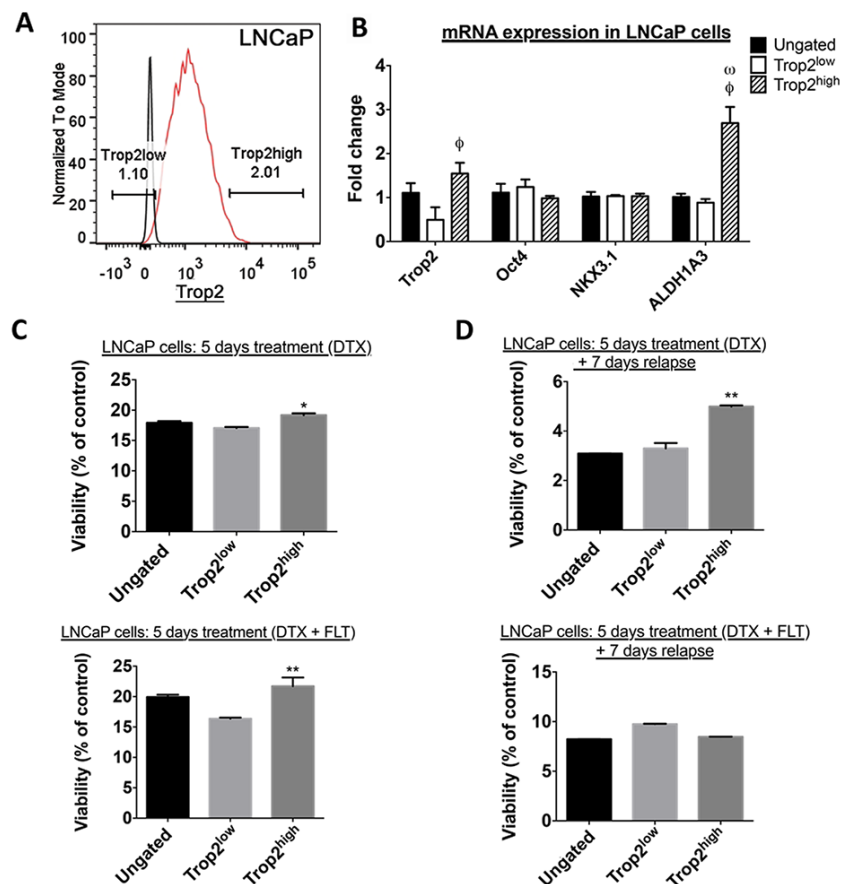 A
LNCaP
Normalized To Mode
100
80
60
40
20
0
Trop2low
1.10
Trop2high
2.01
-10³ 0 10³ 10⁴ 10⁵
Trop2
B
mRNA expression in LNCaP cells
Ungated
Trop2low
Trop2high
Fold change
4
3
2
1
0
ϕ
ω
ϕ
Trop2
Oct4
NKX3.1
ALDH1A3
C
LNCaP cells: 5 days treatment (DTX)
Viability (% of control)
25
20
15
10
5
0
*
Ungated
Trop2low
Trop2high
LNCaP cells: 5 days treatment (DTX + FLT)
Viability (% of control)
25
20
15
10
5
0
**
Ungated
Trop2low
Trop2high
D
LNCaP cells: 5 days treatment (DTX)
+ 7 days relapse
Viability (% of control)
6
4
2
0
**
Ungated
Trop2low
Trop2high
LNCaP cells: 5 days treatment (DTX + FLT)
+ 7 days relapse
Viability (% of control)
15
10
5
0
Ungated
Trop2low
Trop2high